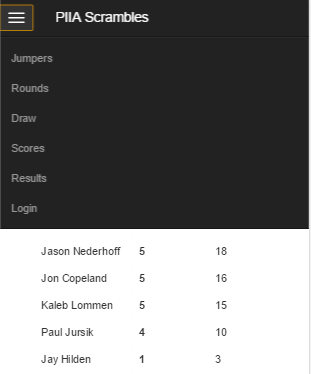 PIIA Scrambles
Jumpers
Rounds
Draw
Scores
Results
Login
Jason Nederhoff 5 18
Jon Copeland 5 16
Kaleb Lommen 5 15
Paul Jursik 4 10
Jay Hilden 1 3